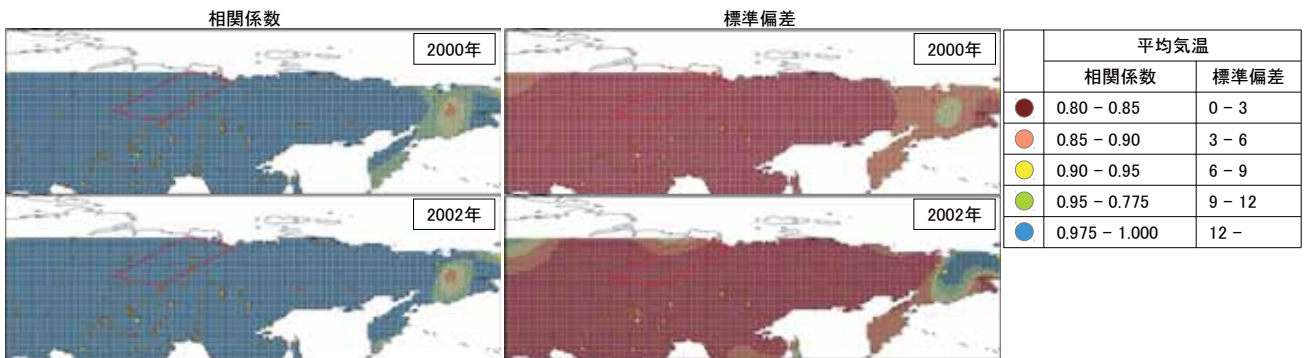 相関係数
標準偏差
2000年
2000年
2002年
2002年
平均気温
相関係数 標準偏差
0.80 - 0.85 0 - 3
0.85 - 0.90 3 - 6
0.90 - 0.95 6 - 9
0.95 - 0.775 9 - 12
0.975 - 1.000 12 -